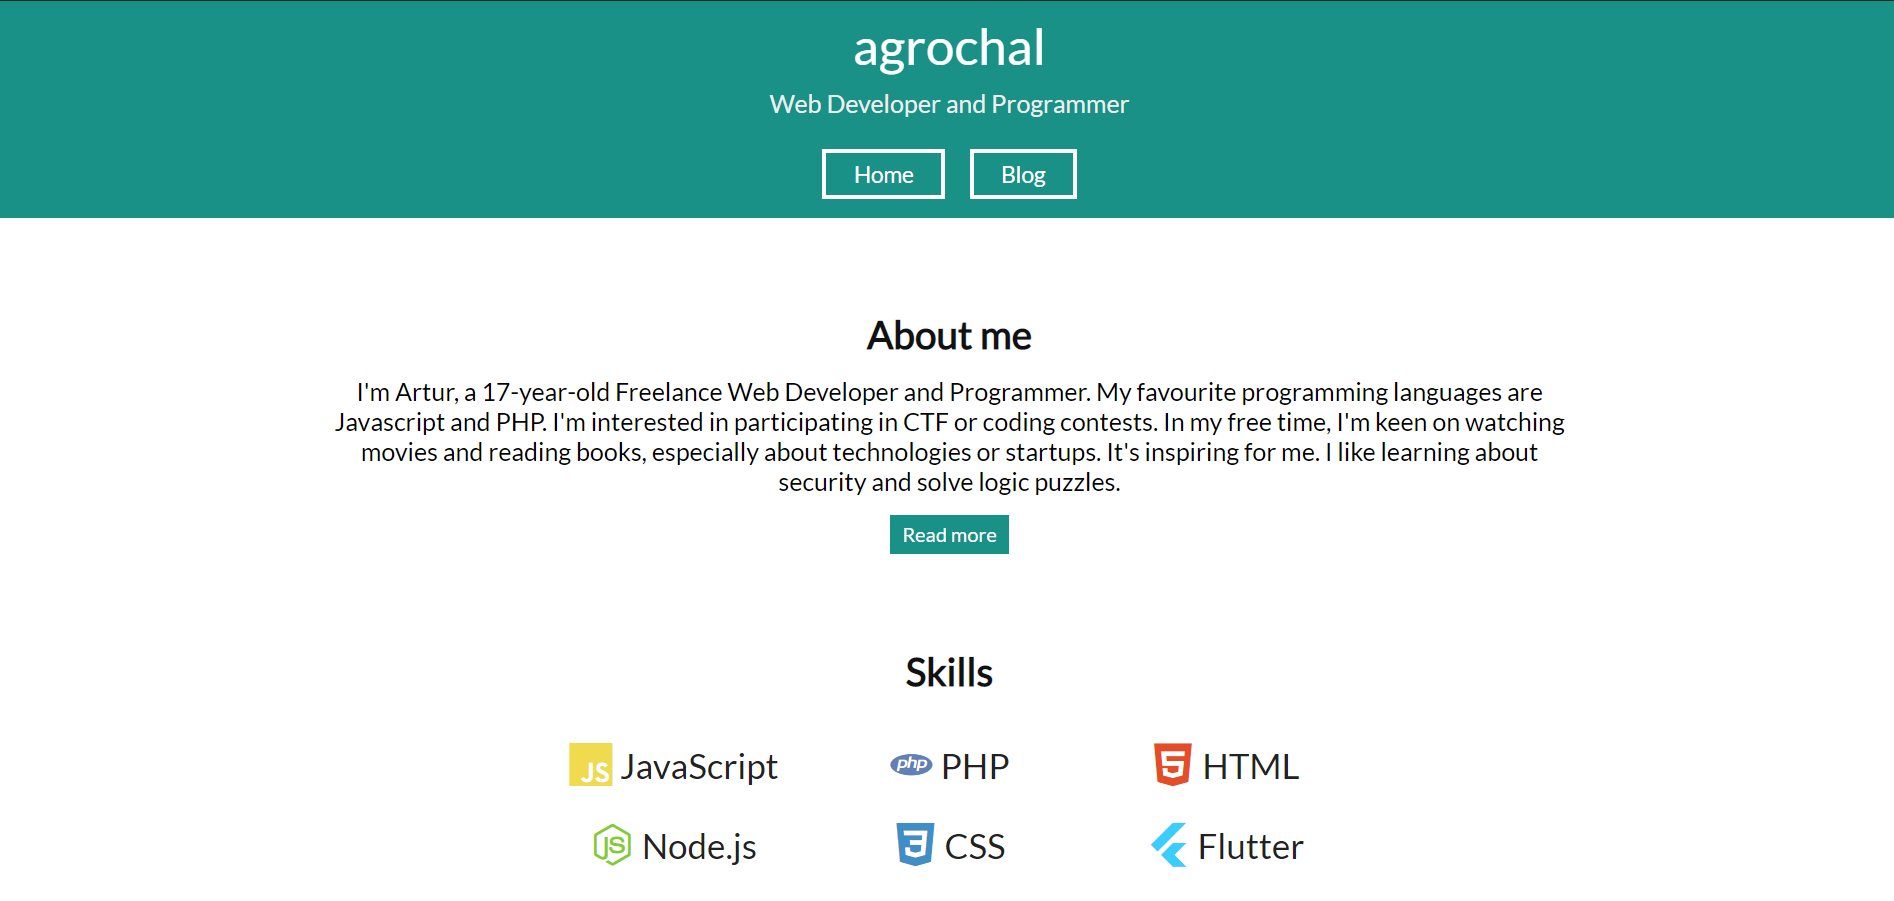 agrochal
Web Developer and Programmer
Home Blog
About me
I'm Artur, a 17-year-old Freelance Web Developer and Programmer. My favourite programming languages are
Javascript and PHP. I'm interested in participating in CTF or coding contests. In my free time, I'm keen on watching
movies and reading books, especially about technologies or startups. It's inspiring for me. I like learning about
security and solve logic puzzles.
Read more
Skills
JS JavaScript php PHP 5 HTML
JS Node.js 3 CSS Flutter